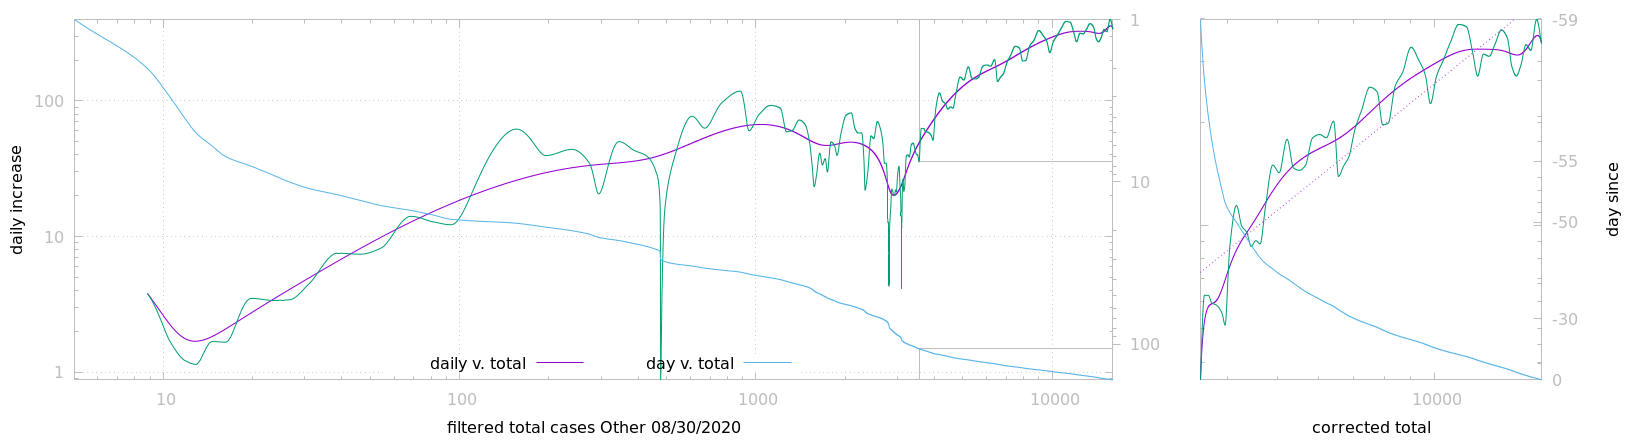 daily increase
100
10
1
daily v. total
day v. total
1
10
100
10
100
1000
10000
filtered total cases Other 08/30/2020
-59
-55
-50
-30
0
day since
10000
corrected total